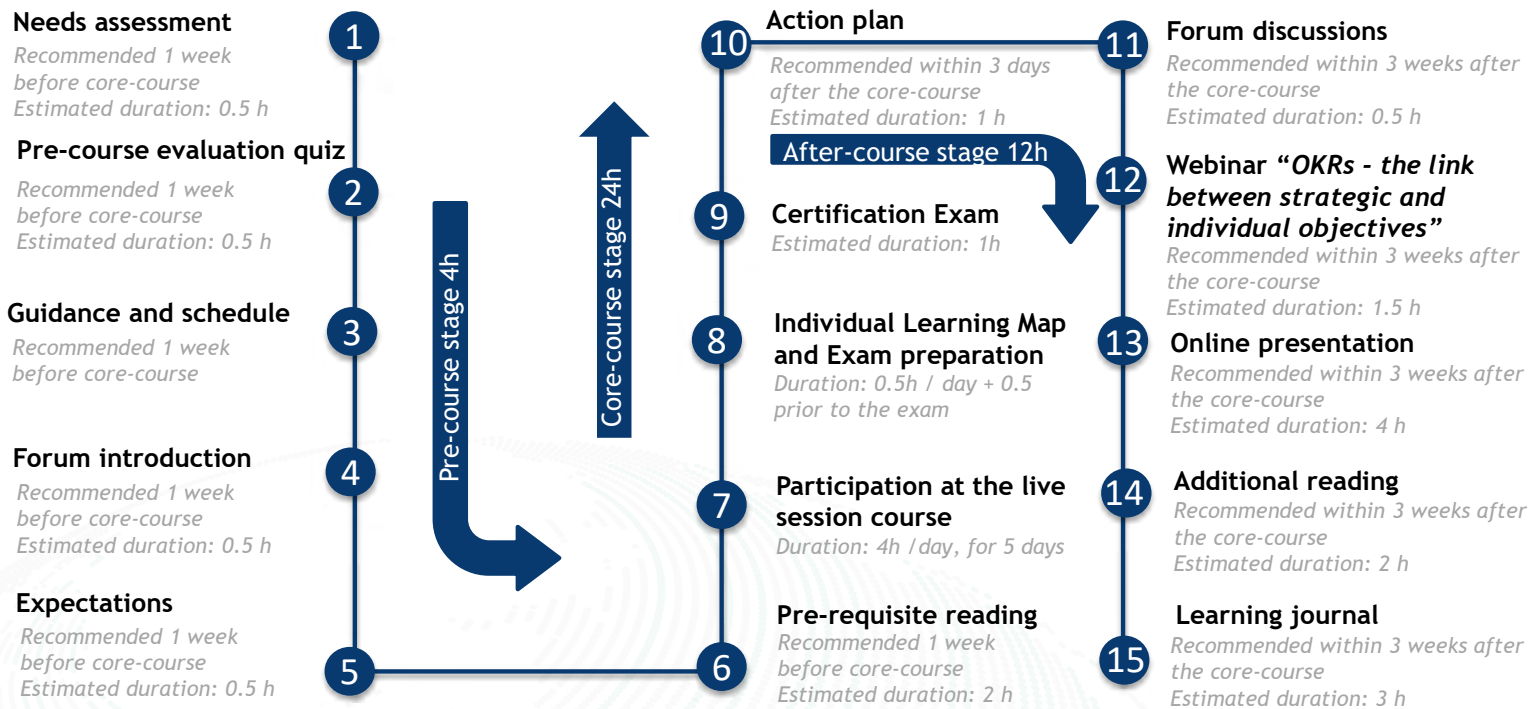 Needs assessment
Recommended 1 week
before core-course
Estimated duration: 0.5 h
1
Pre-course evaluation quiz
Recommended 1 week
before core-course
Estimated duration: 0.5 h
2
Guidance and schedule
Recommended 1 week
before core-course
3
Forum introduction
Recommended 1 week
before core-course
Estimated duration: 0.5 h
4
Expectations
Recommended 1 week
before core-course
Estimated duration: 0.5 h
5
Pre-course stage 4h
Core-course stage 24h
Pre-requisite reading
Recommended 1 week
before core-course
Estimated duration: 2 h
6
Participation at the live
session course
Duration: 4h /day, for 5 days
7
Individual Learning Map
and Exam preparation
Duration: 0.5h / day + 0.5
prior to the exam
8
Certification Exam
Estimated duration: 1h
9
Action plan
Recommended within 3 days
after the core-course
Estimated duration: 1 h
10
After-course stage 12h
11
Forum discussions
Recommended within 3 weeks after
the core-course
Estimated duration: 0.5 h
12
Webinar “OKRs - the link
between strategic and
individual objectives”
Recommended within 3 weeks after
the core-course
Estimated duration: 1.5 h
13
Online presentation
Recommended within 3 weeks after
the core-course
Estimated duration: 4 h
14
Additional reading
Recommended within 3 weeks after
the core-course
Estimated duration: 2 h
15
Learning journal
Recommended within 3 weeks after
the core-course
Estimated duration: 3 h